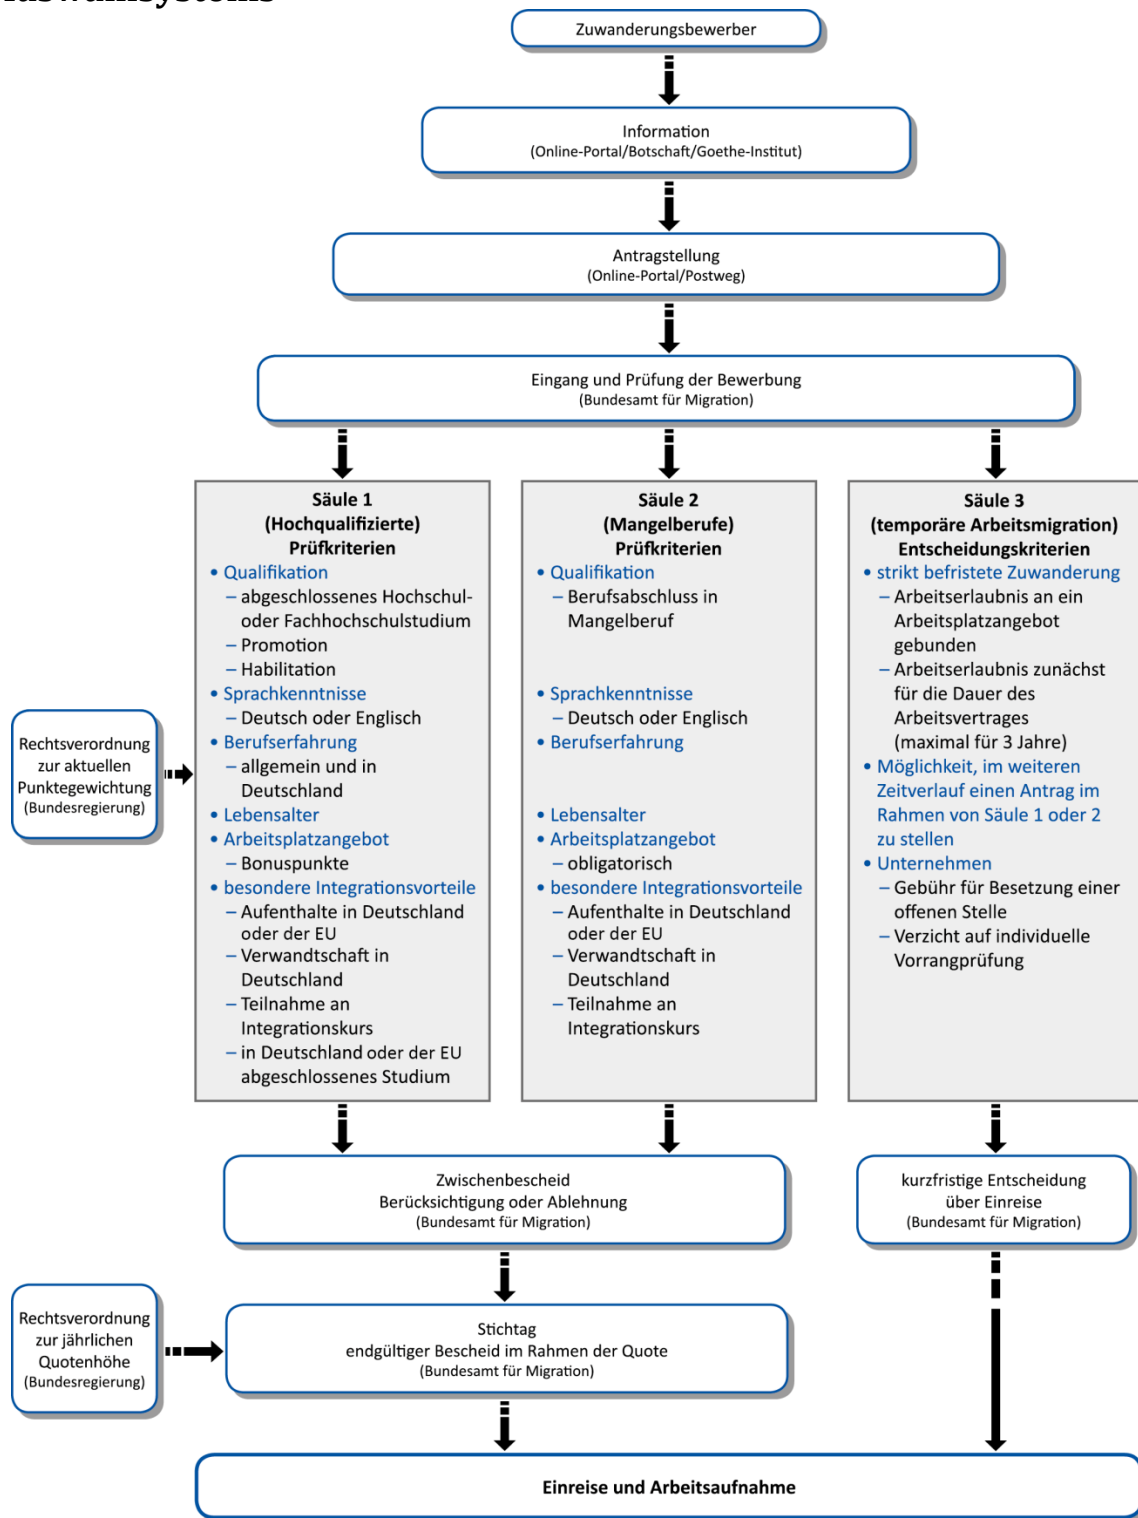 Auswahlsystems
Zuwanderungsbewerber
Information
(Online-Portal/Botschaft/Goethe-Institut)
Antragstellung
(Online-Portal/Postweg)
Eingang und Prüfung der Bewerbung
(Bundesamt für Migration)
Säule 1
(Hochqualifizierte)
Prüfkriterien
• Qualifikation
– abgeschlossenes Hochschul-
oder Fachhochschulstudium
– Promotion
– Habilitation
• Sprachkenntnisse
– Deutsch oder Englisch
• Berufserfahrung
– allgemein und in
Deutschland
• Lebensalter
• Arbeitsplatzangebot
– Bonuspunkte
• besondere Integrationsvorteile
– Aufenthalte in Deutschland
oder der EU
– Verwandtschaft in
Deutschland
– Teilnahme an
Integrationskurs
– in Deutschland oder der EU
abgeschlossenes Studium
Säule 2
(Mangelberufe)
Prüfkriterien
• Qualifikation
– Berufsabschluss in
Mangelberuf
• Sprachkenntnisse
– Deutsch oder Englisch
• Berufserfahrung
• Lebensalter
• Arbeitsplatzangebot
– obligatorisch
• besondere Integrationsvorteile
– Aufenthalte in Deutschland
oder der EU
– Verwandtschaft in
Deutschland
– Teilnahme an
Integrationskurs
Säule 3
(temporäre Arbeitsmigration)
Entscheidungskriterien
• strikt befristete Zuwanderung
– Arbeitserlaubnis an ein
Arbeitsplatzangebot
gebunden
– Arbeitserlaubnis zunächst
für die Dauer des
Arbeitsvertrages
(maximal für 3 Jahre)
• Möglichkeit, im weiteren
Zeitverlauf einen Antrag im
Rahmen von Säule 1 oder 2
zu stellen
• Unternehmen
– Gebühr für Besetzung einer
offenen Stelle
– Verzicht auf individuelle
Vorrangprüfung
Rechtsverordnung
zur aktuellen
Punktegewichtung
(Bundesregierung)
Zwischenbescheid
Berücksichtigung oder Ablehnung
(Bundesamt für Migration)
kurzfristige Entscheidung
über Einreise
(Bundesamt für Migration)
Rechtsverordnung
zur jährlichen
Quotenhöhe
(Bundesregierung)
Stichtag
endgültiger Bescheid im Rahmen der Quote
(Bundesamt für Migration)
Einreise und Arbeitsaufnahme